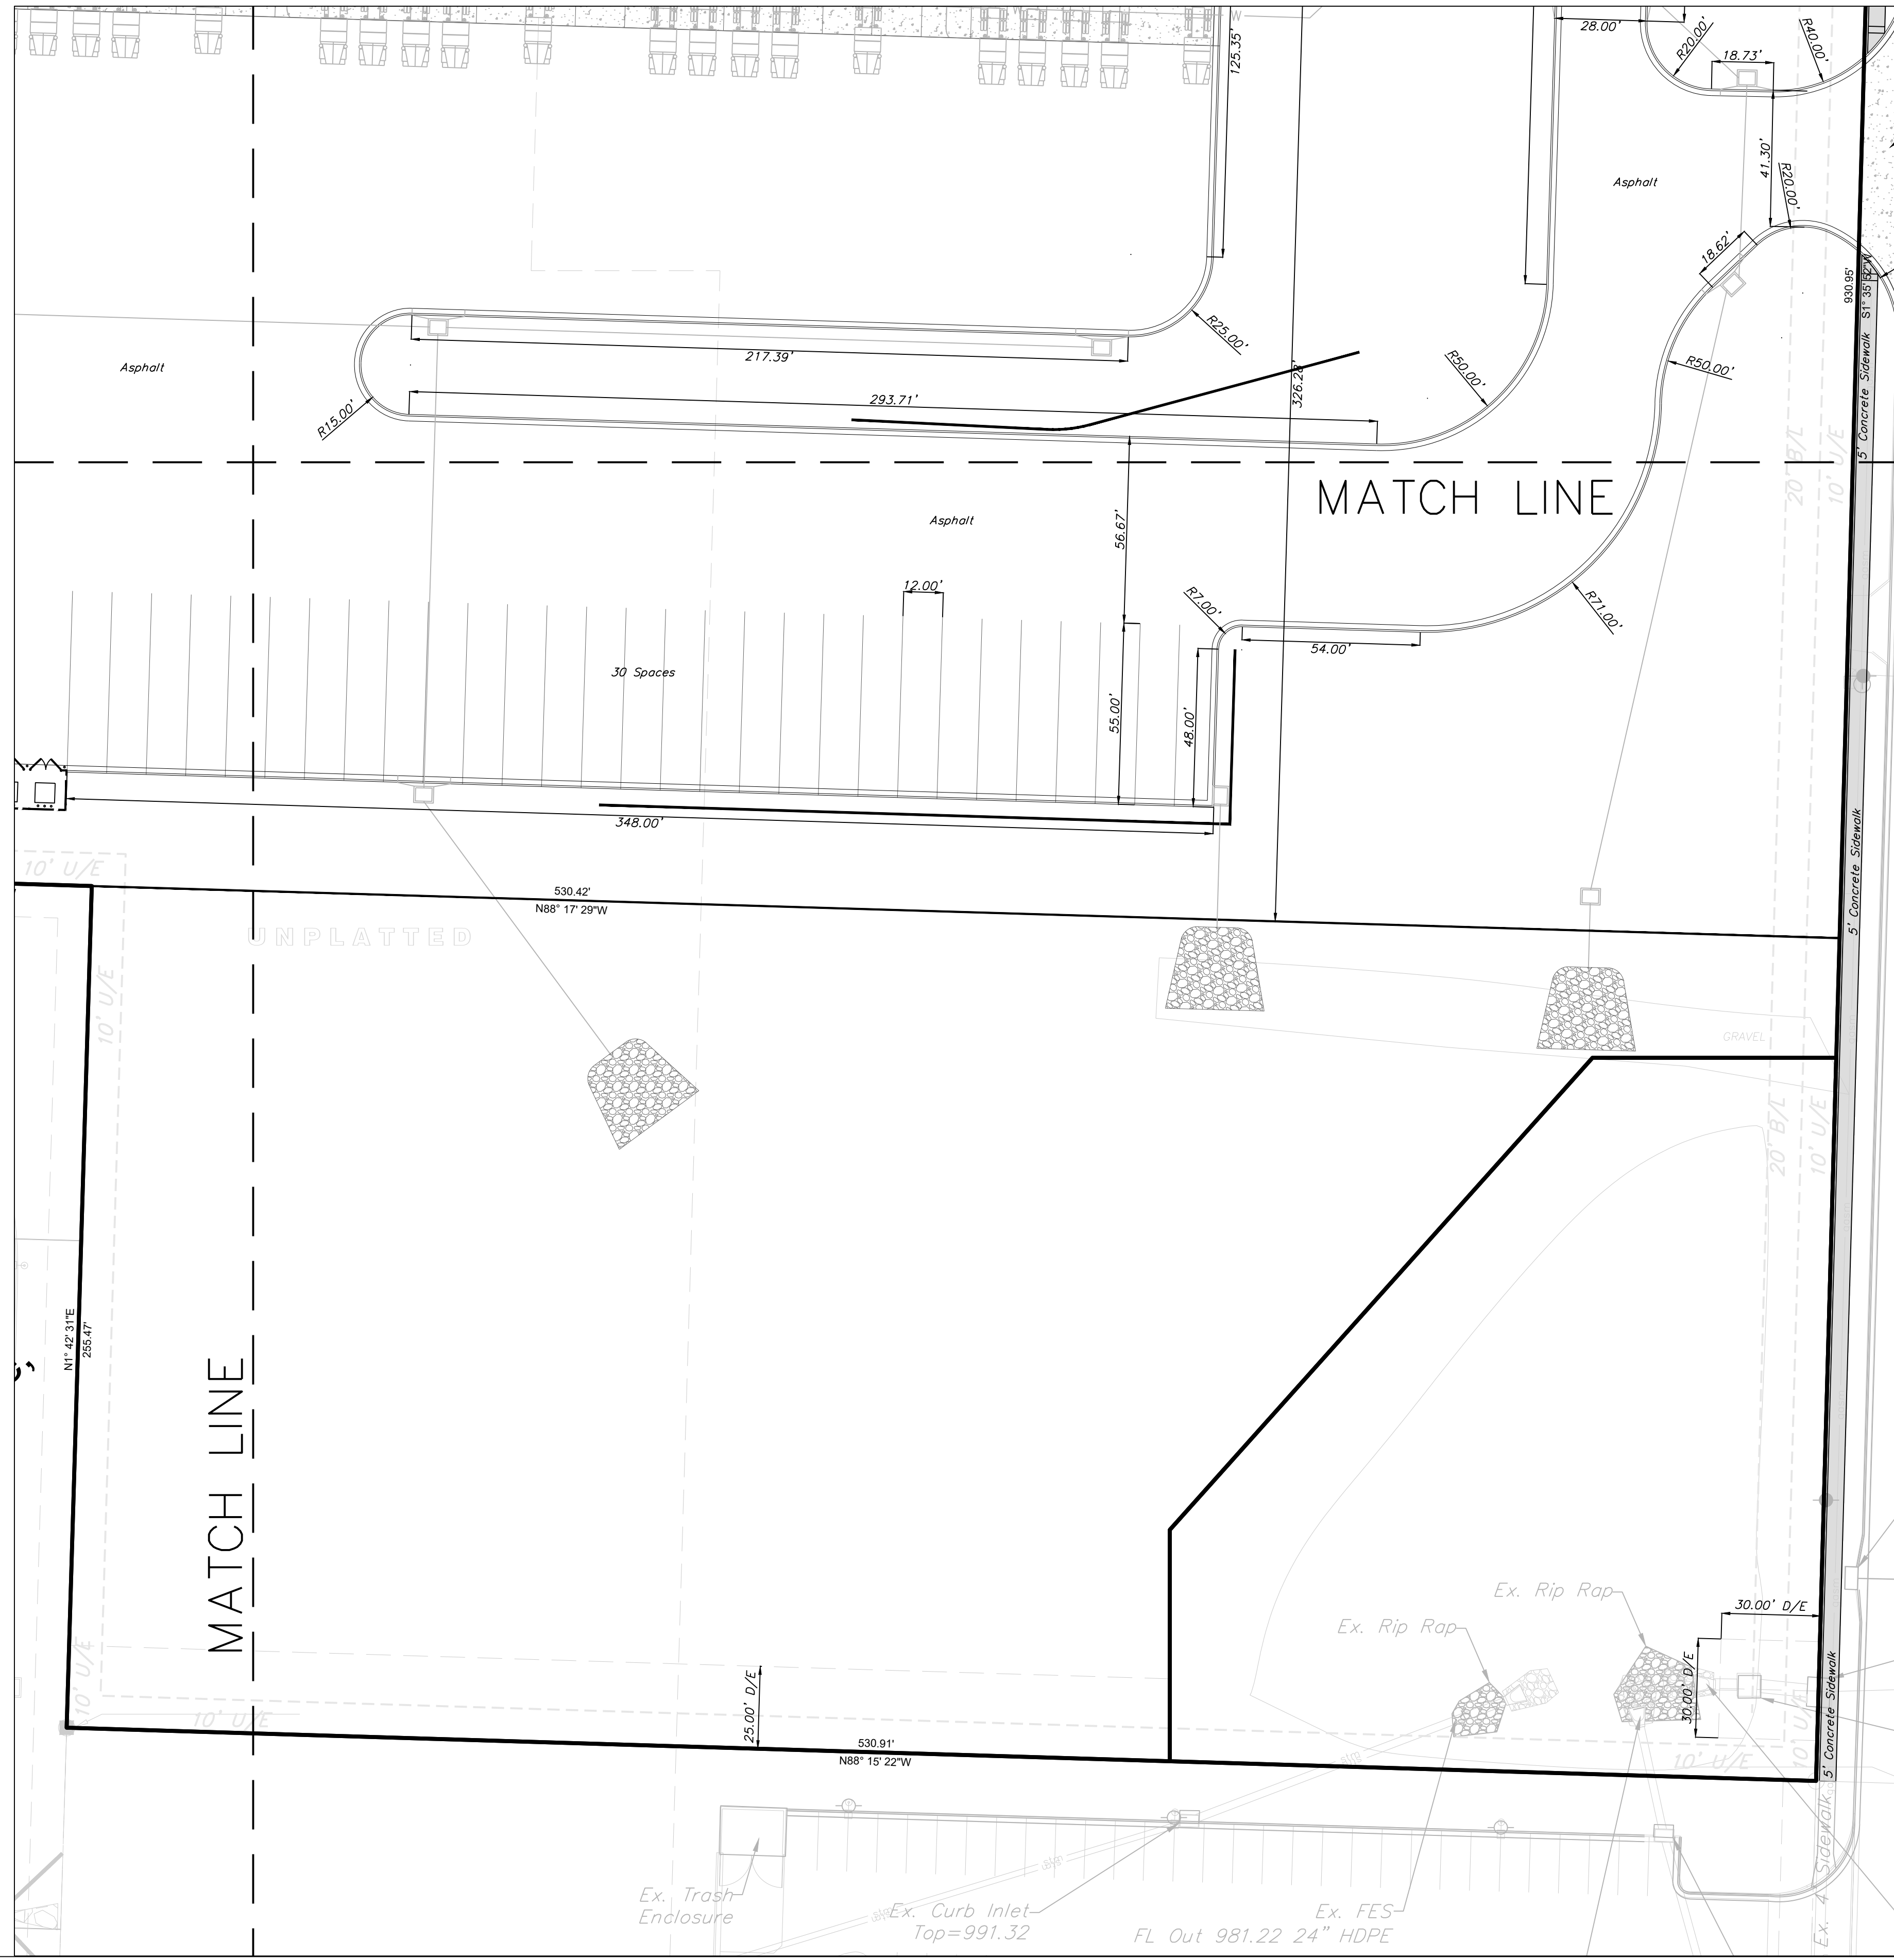 W
W
125.35'
28.00'
R20.00'
18.73'
R40.00'
41.30'
R20.00'
Asphalt
18.62'
930.95'
S1° 35' 52"W
5' Concrete Sidewalk
R25.00'
217.39'
Asphalt
R15.00'
293.71'
326.28'
R50.00'
R50.00'
20' B/L
10' U/E
MATCH LINE
Asphalt
56.67'
12.00'
R7.00'
R71.00'
54.00'
30 Spaces
55.00'
48.00'
348.00'
5' Concrete Sidewalk
10' U/E
530.42'
N88° 17' 29"W
UNPLATTED
10' U/E
GRAVEL
20' B/L
10' U/E
N1° 42' 31"E
255.47'
MATCH LINE
Ex. Rip Rap
Ex. Rip Rap
30.00' D/E
30.00' D/E
5' Concrete Sidewalk
10' U/E
10' U/E
25.00' D/E
530.91'
N88° 15' 22"W
10' U/E
10' U/E
Ex. 4' Sidewalk
Ex. Trash
Enclosure
Ex. Curb Inlet
Top=991.32
Ex. FES
FL Out 981.22 24" HDPE